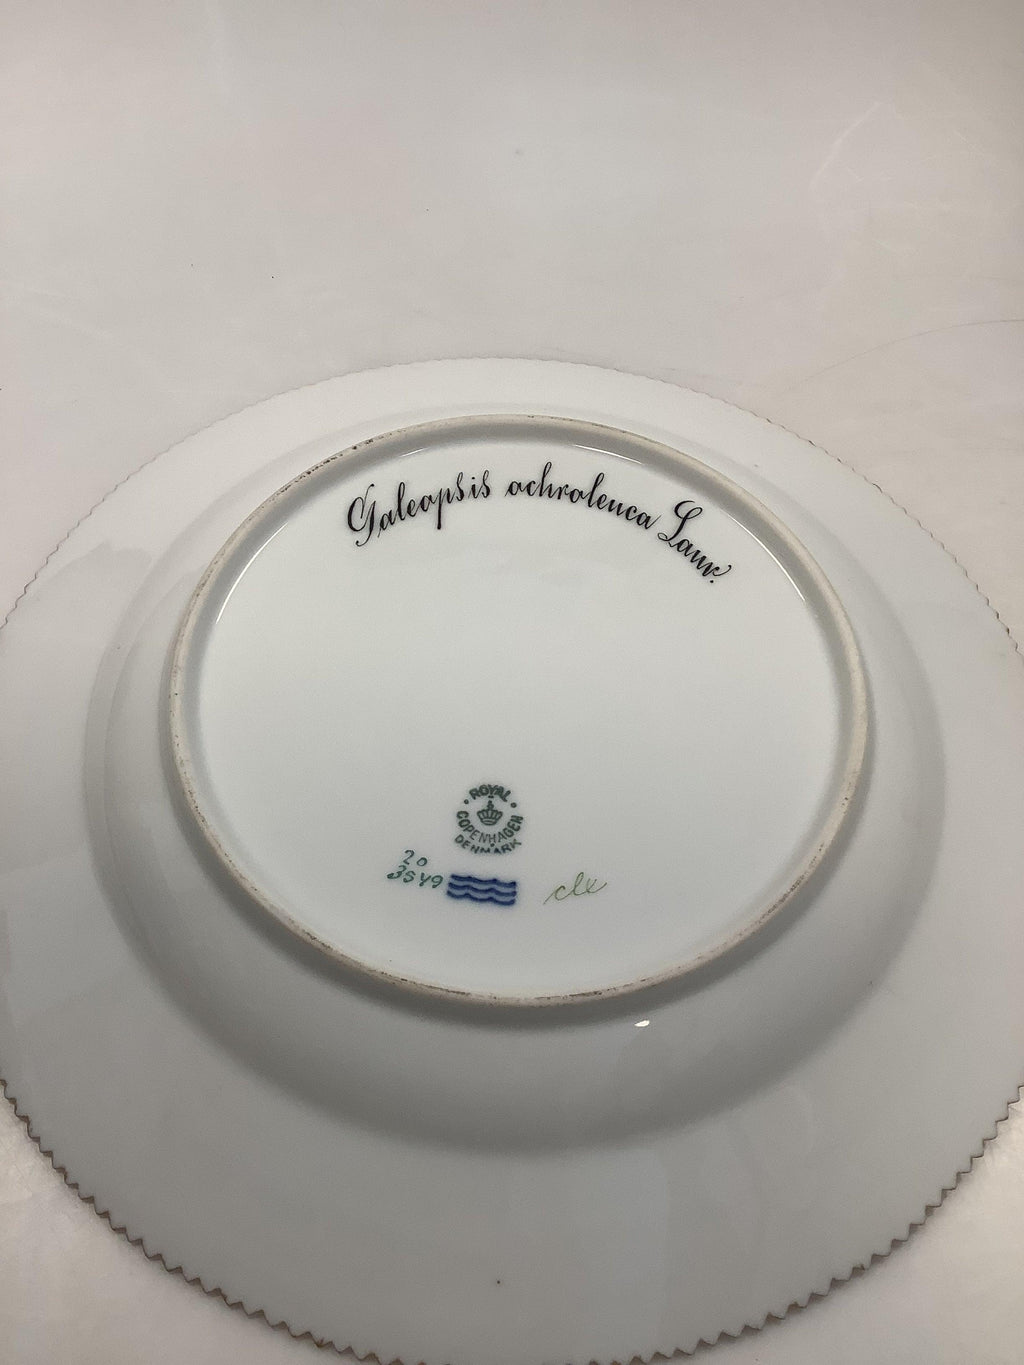 Galeopsis ochroleuca Lam.
ROYAL
COPENHAGEN
DENMARK
20
3549